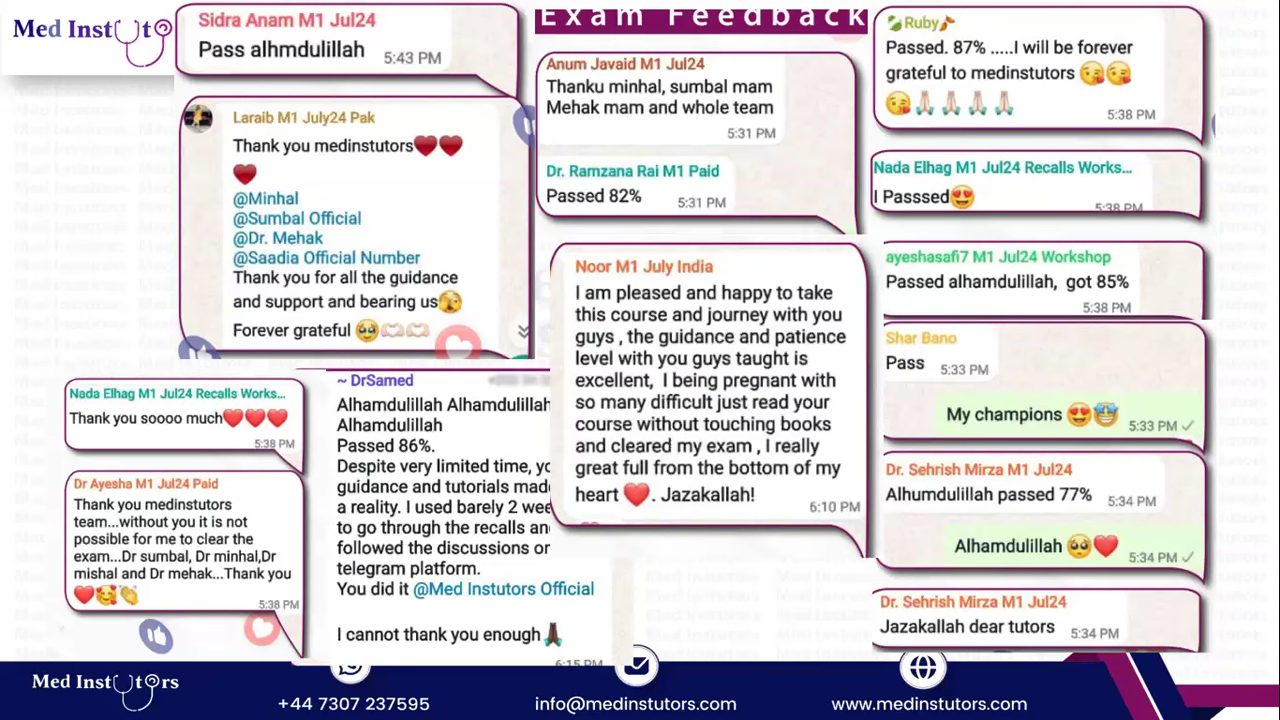 Med Instutors
Sidra Anam M1 Jul24
Pass alhmdulillah
5:43 PM
Laraib M1 July24 Pak
Thank you medinstutors❤️❤️
❤️
@Minhal
@Sumbal Official
@Dr. Mehak
@Saadia Official Number
Thank you for all the guidance
and support and bearing us🫣
Forever grateful 🥹🫶🏻🫶🏻
Exam Feedback
Anum Javaid M1 Jul24
Thanku minhal, sumbal mam
Mehak mam and whole team
5:31 PM
Dr. Ramzana Rai M1 Paid
Passed 82%
5:31 PM
Noor M1 July India
I am pleased and happy to take
this course and journey with you
guys , the guidance and patience
level with you guys taught is
excellent, I being pregnant with
so many difficult just read your
course without touching books
and cleared my exam , I really
great full from the bottom of my
heart ❤️. Jazakallah!
6:10 PM
Ruby
Passed. 87% .....I will be forever
grateful to medinstutors 😘😘
😘🙏🏻🙏🏻🙏🏻🙏🏻
5:38 PM
Nada Elhag M1 Jul24 Recalls Works...
I Passsed😍
5:38 PM
ayeshasafi7 M1 Jul24 Workshop
Passed alhamdulillah, got 85%
5:38 PM
Shar Bano
Pass
5:33 PM
My champions 😍🤩
5:33 PM
Dr. Sehrish Mirza M1 Jul24
Alhumdulillah passed 77%
5:34 PM
Alhamdulillah 🥺❤️
5:34 PM
Dr. Sehrish Mirza M1 Jul24
Jazakallah dear tutors
5:34 PM
Nada Elhag M1 Jul24 Recalls Works...
Thank you soooo much❤️❤️❤️
5:38 PM
Dr Ayesha M1 Jul24 Paid
Thank you medinstutors
team...without you it is not
possible for me to clear the
exam...Dr sumbal, Dr minhal,Dr
mishal and Dr mehak...Thank you
❤️🥰👏
5:38 PM
~ DrSamed
Alhamdulillah Alhamdulillah
Alhamdulillah
Passed 86%.
Despite very limited time,
guidance and tutorials
a reality. I used barely 2
to go through the recalls
followed the discussions
telegram platform.
You did it @Med Instutors Official
I cannot thank you enough 🙏🏿
6:15 PM
Med Instutors
+44 7307 237595
info@medinstutors.com
www.medinstutors.com